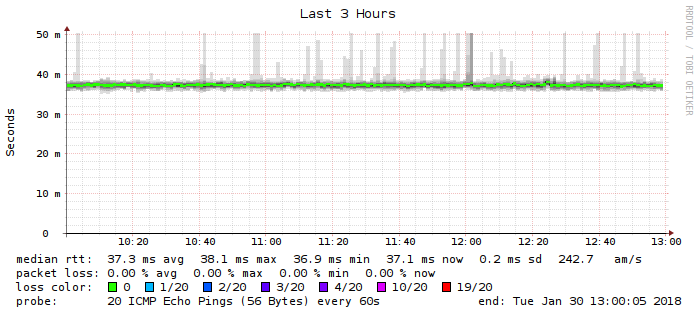 Last 3 Hours
RRDTOOL / TOBI OETIKER
Seconds
50 m
40 m
30 m
20 m
10 m
0
10:20 10:40 11:00 11:20 11:40 12:00 12:20 12:40 13:00
median rtt: 37.3 ms avg 38.1 ms max 36.9 ms min 37.1 ms now 0.2 ms sd 242.7 am/s
packet loss: 0.00 % avg 0.00 % max 0.00 % min 0.00 % now
loss color: 0 1/20 2/20 3/20 4/20 10/20 19/20
probe: 20 ICMP Echo Pings (56 Bytes) every 60s end: Tue Jan 30 13:00:05 2018